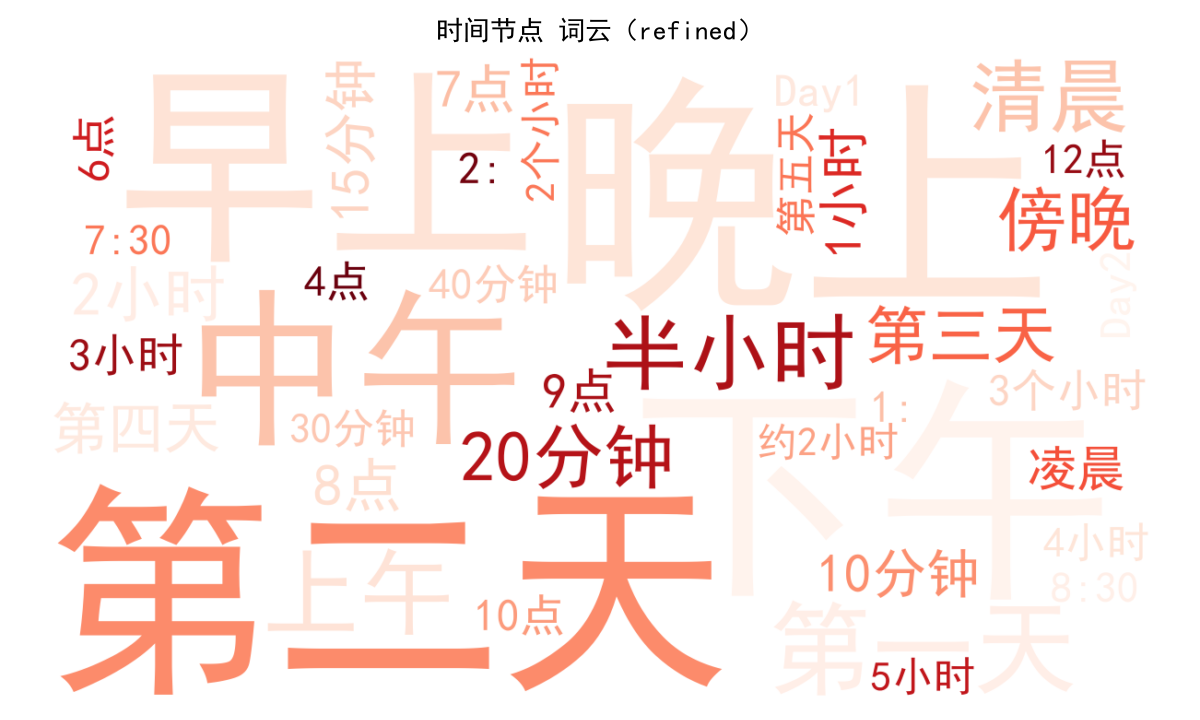 时间节点 词云（refined）
早上
晚上
15分钟
7点
2个小时
Day1
清晨
6点
2:
第五天
1小时
12点
傍晚
7:30
2小时
4点
40分钟
Day2
中午
半小时
第三天
3小时
9点
3个小时
第四天
30分钟
20分钟
下午
1:
约2小时
凌晨
8点
第二天
上午
10点
10分钟
4小时
8:30
第一天
5小时